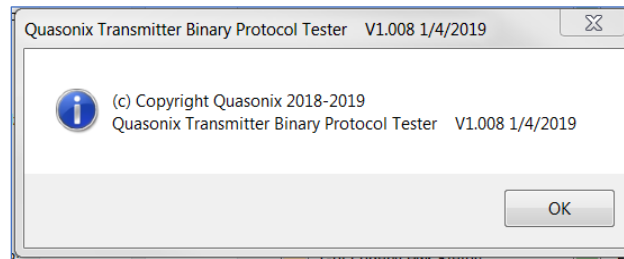 Quasonix Transmitter Binary Protocol Tester V1.008 1/4/2019
(c) Copyright Quasonix 2018-2019
Quasonix Transmitter Binary Protocol Tester V1.008 1/4/2019
OK